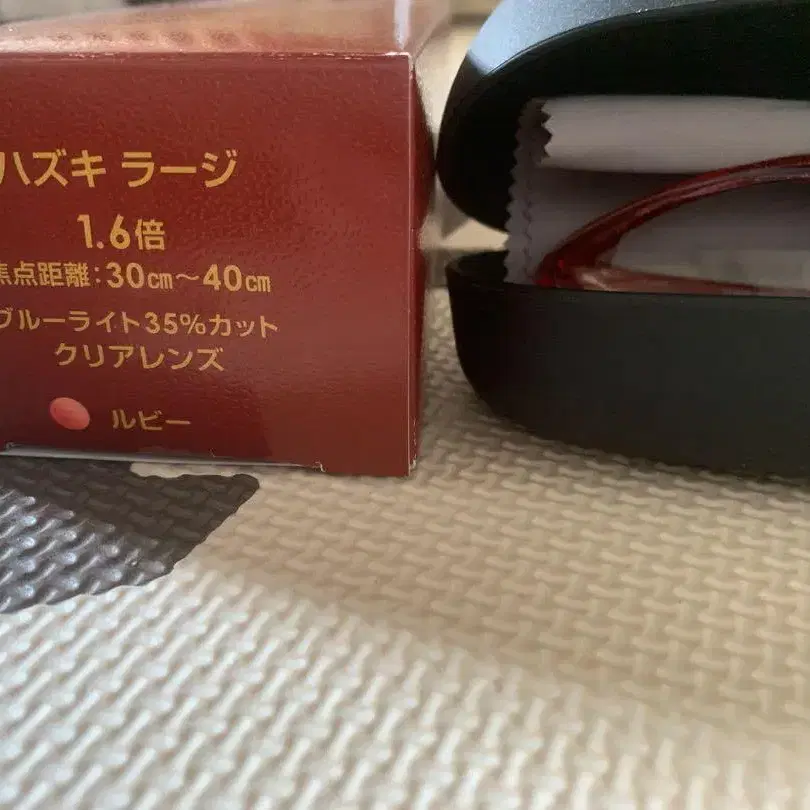 ハズキ ラージ
1.6倍
焦点距離:30㎝～40㎝
ブルーライト35%カット
クリアレンズ
ルビー